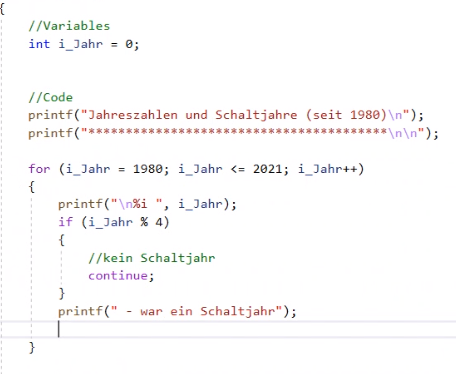 {
//Variables
int i_Jahr = 0;
//Code
printf("Jahreszahlen und Schaltjahre (seit 1980)\n");
printf("****************************************\n\n");
for (i_Jahr = 1980; i_Jahr <= 2021; i_Jahr++)
{
printf("\n%i ", i_Jahr);
if (i_Jahr % 4)
{
//kein Schaltjahr
continue;
}
printf(" - war ein Schaltjahr");
}